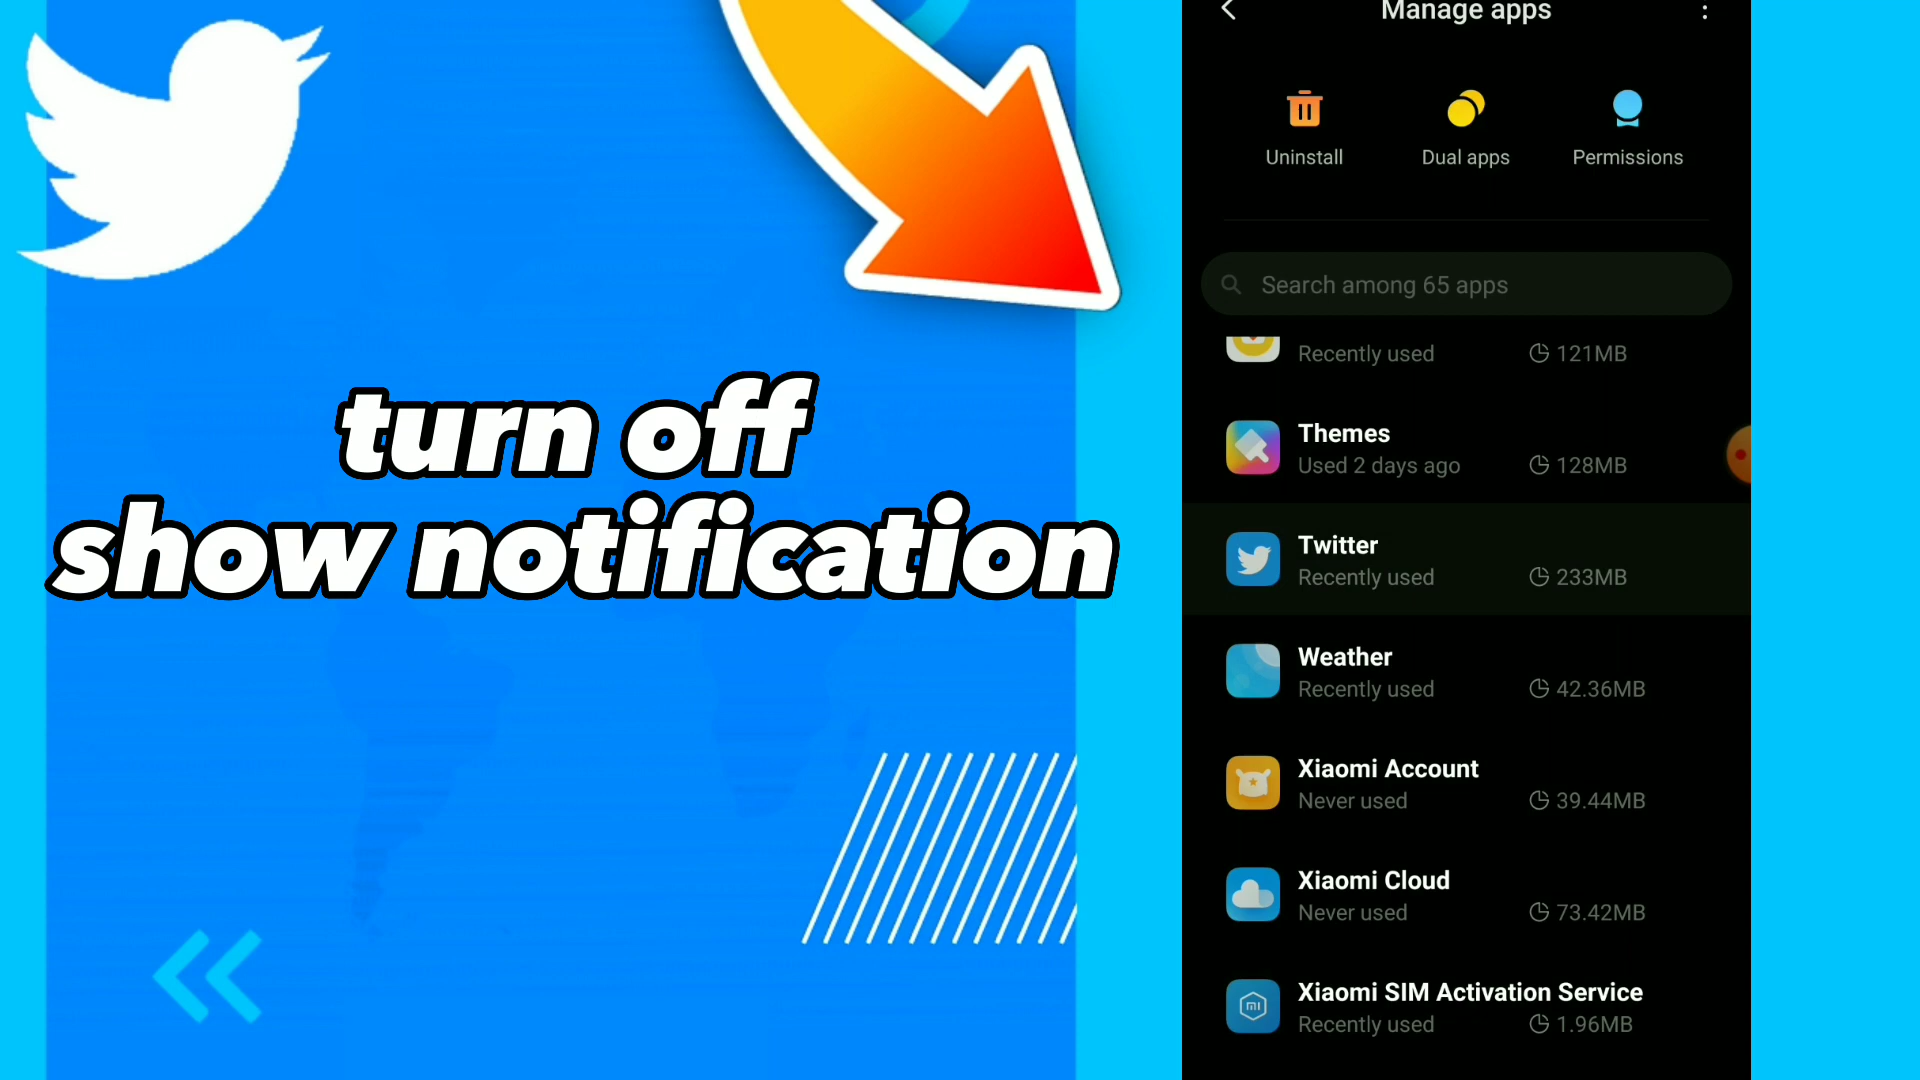 turn off
show notification
Manage apps
Uninstall
Dual apps
Permissions
Search among 65 apps
Recently used 121MB
Themes
Used 2 days ago 128MB
Twitter
Recently used 233MB
Weather
Recently used 42.36MB
Xiaomi Account
Never used 39.44MB
Xiaomi Cloud
Never used 73.42MB
Xiaomi SIM Activation Service
Recently used 1.96MB